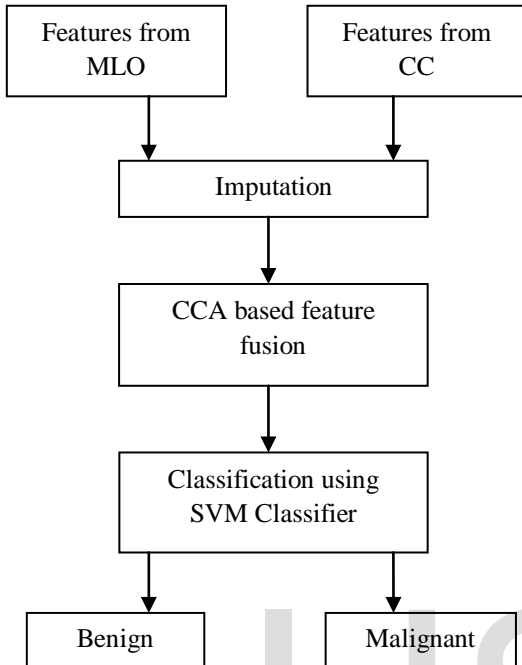 Features from
MLO
Features from
CC
Imputation
CCA based feature
fusion
Classification using
SVM Classifier
Benign
Malignant